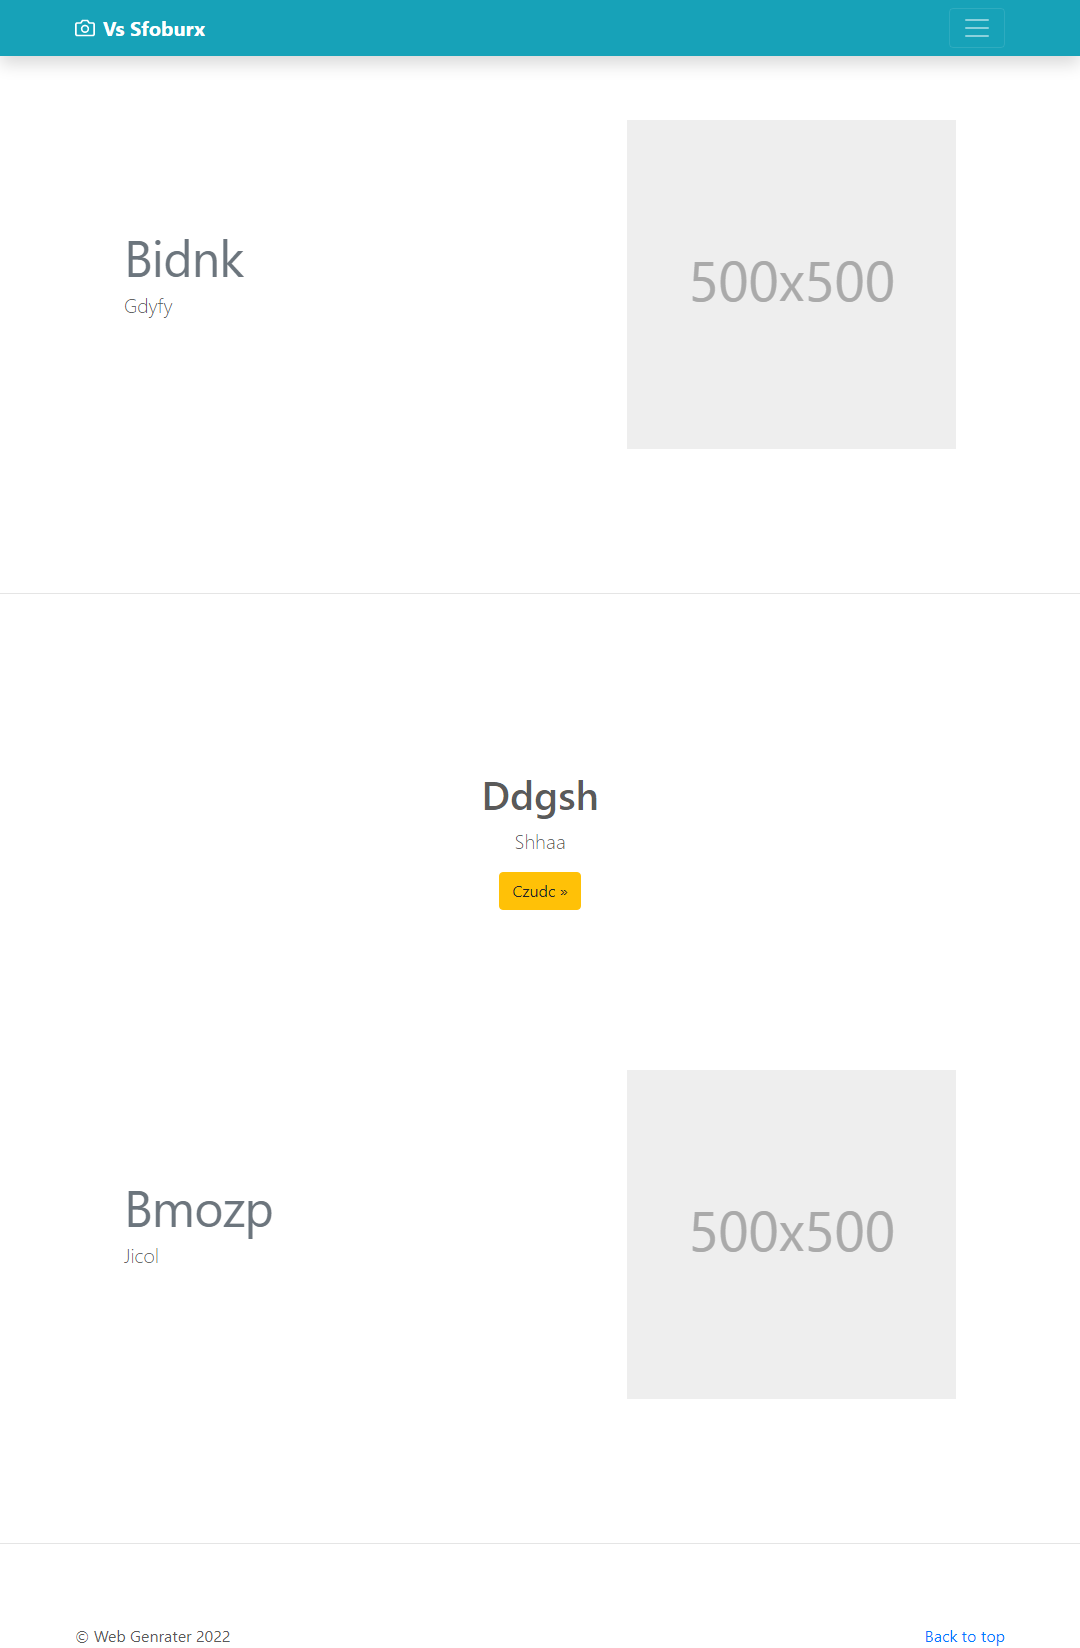 Vs Sfoburx
Bidnk
Gdyfy
500x500
Ddgsh
Shhaa
Czudc »
Bmozp
Jicol
500x500
© Web Genrater 2022
Back to top